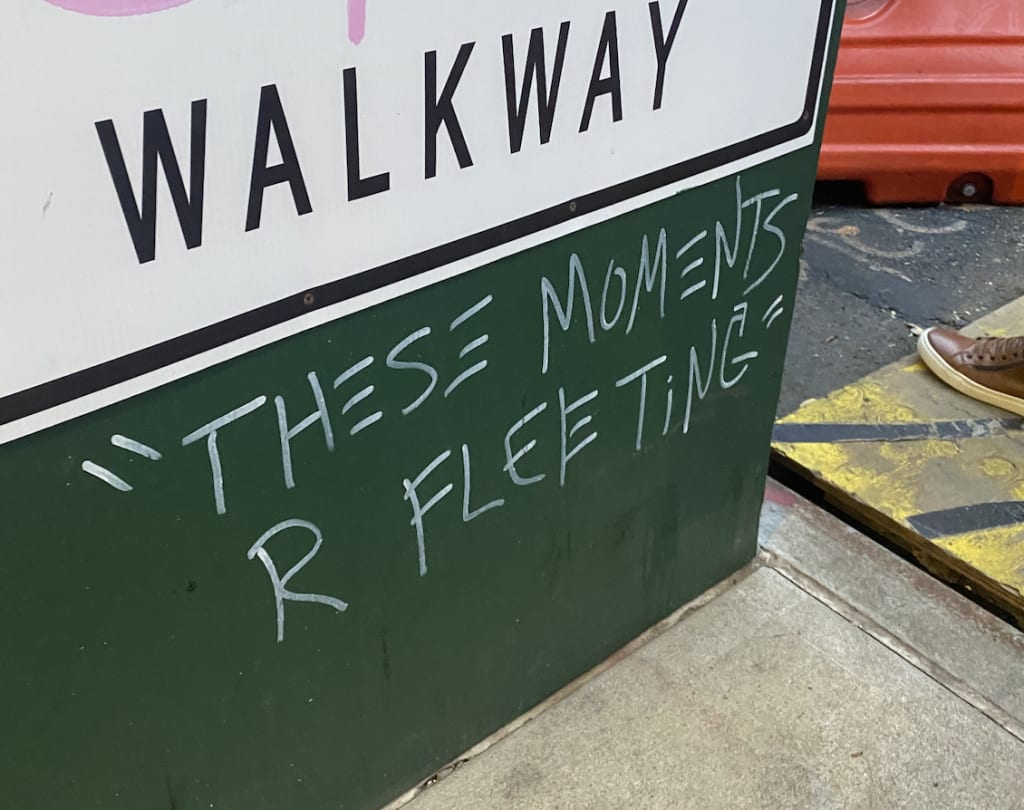 WALKWAY
"THESE MOMENTS
R FLEETING"